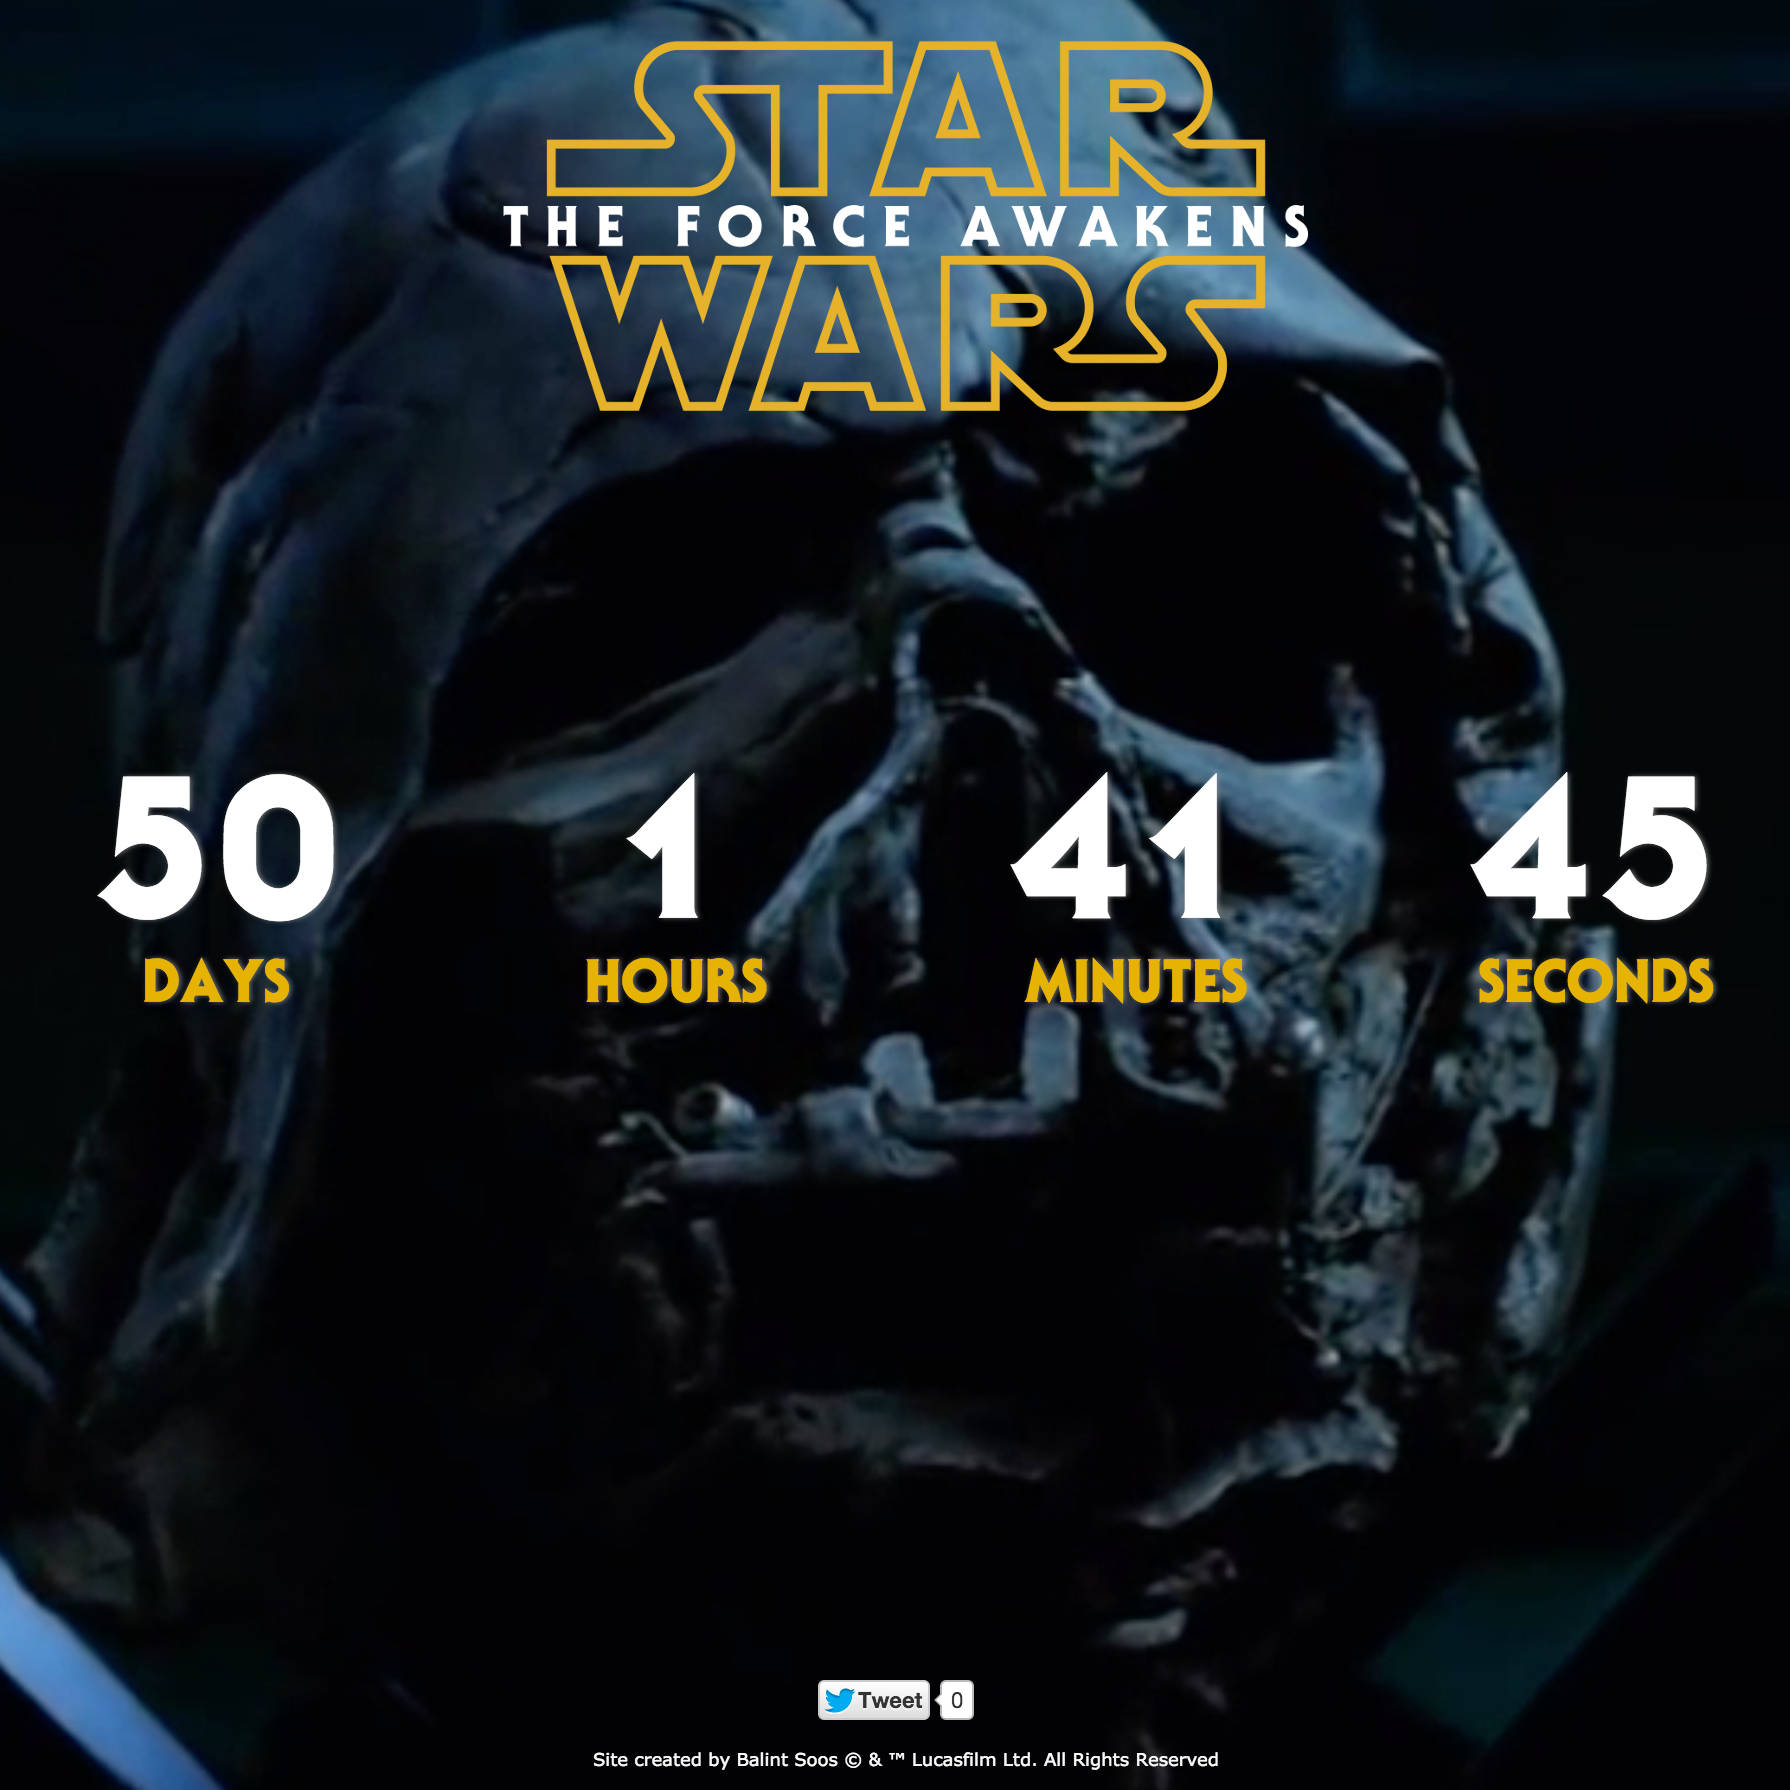 STAR
THE FORCE AWAKENS
WARS
50 1 41 45
DAYS HOURS MINUTES SECONDS
Tweet 0
Site created by Balint Soos © & ™ Lucasfilm Ltd. All Rights Reserved